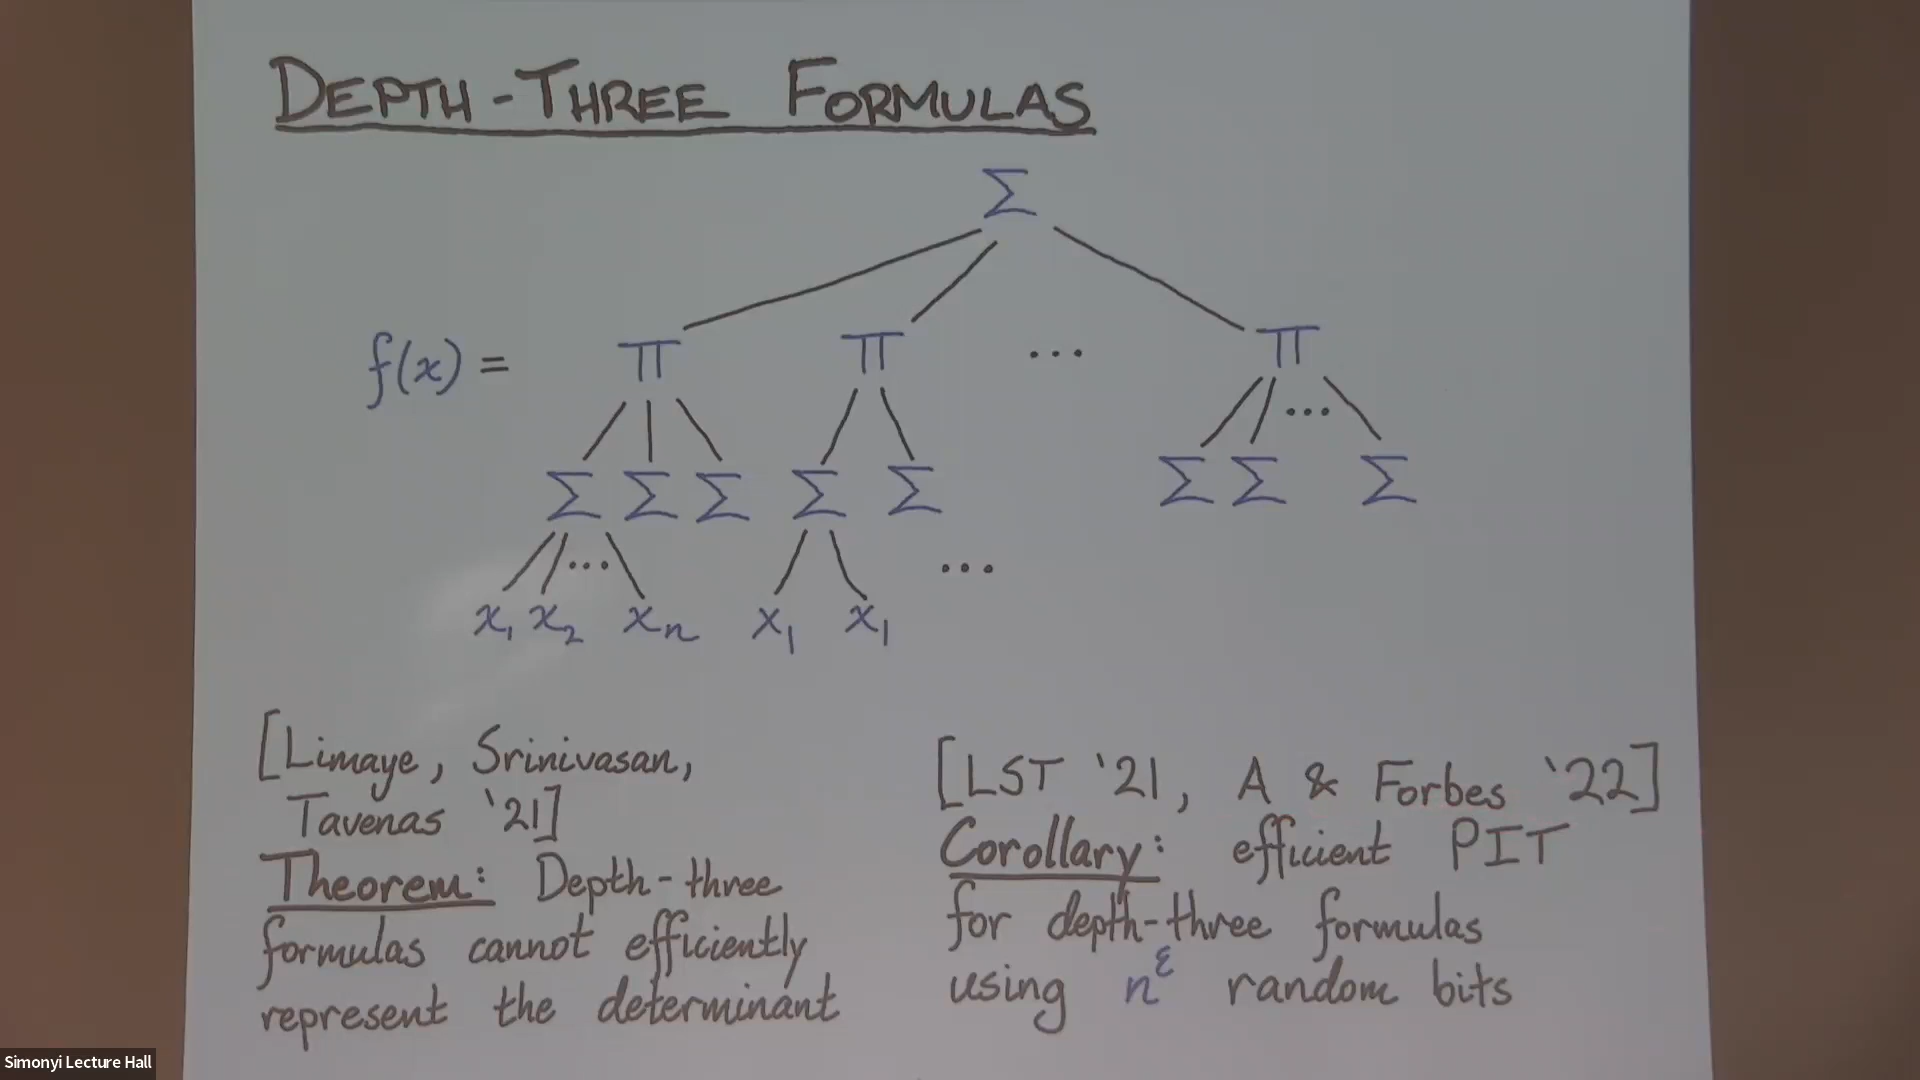 DEPTH-THREE FORMULAS
Σ
f(x) = Π Π ... Π
...
Σ Σ Σ Σ Σ Σ Σ Σ
... ...
x₁ x₂ xₙ x₁ x₁
[Limaye, Srinivasan,
Tavenas '21]
Theorem: Depth-three
formulas cannot efficiently
represent the determinant
[LST '21, A & Forbes '22]
Corollary: efficient PIT
for depth-three formulas
using n^ε random bits
Simonyi Lecture Hall